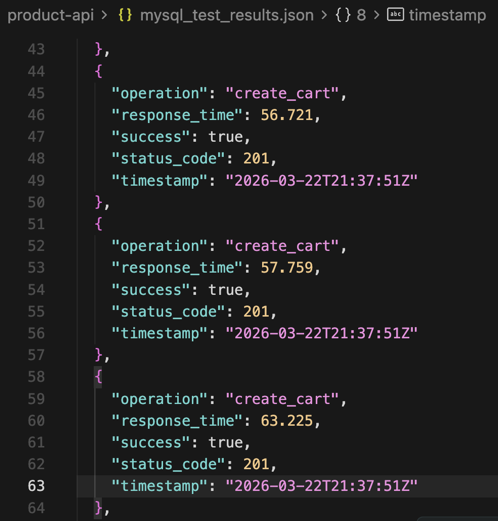 product-api > {} mysql_test_results.json > {} 8 > abc timestamp
43 },
44 {
45 "operation": "create_cart",
46 "response_time": 56.721,
47 "success": true,
48 "status_code": 201,
49 "timestamp": "2026-03-22T21:37:51Z"
50 },
51 {
52 "operation": "create_cart",
53 "response_time": 57.759,
54 "success": true,
55 "status_code": 201,
56 "timestamp": "2026-03-22T21:37:51Z"
57 },
58 {
59 "operation": "create_cart",
60 "response_time": 63.225,
61 "success": true,
62 "status_code": 201,
63 "timestamp": "2026-03-22T21:37:51Z"
64 },